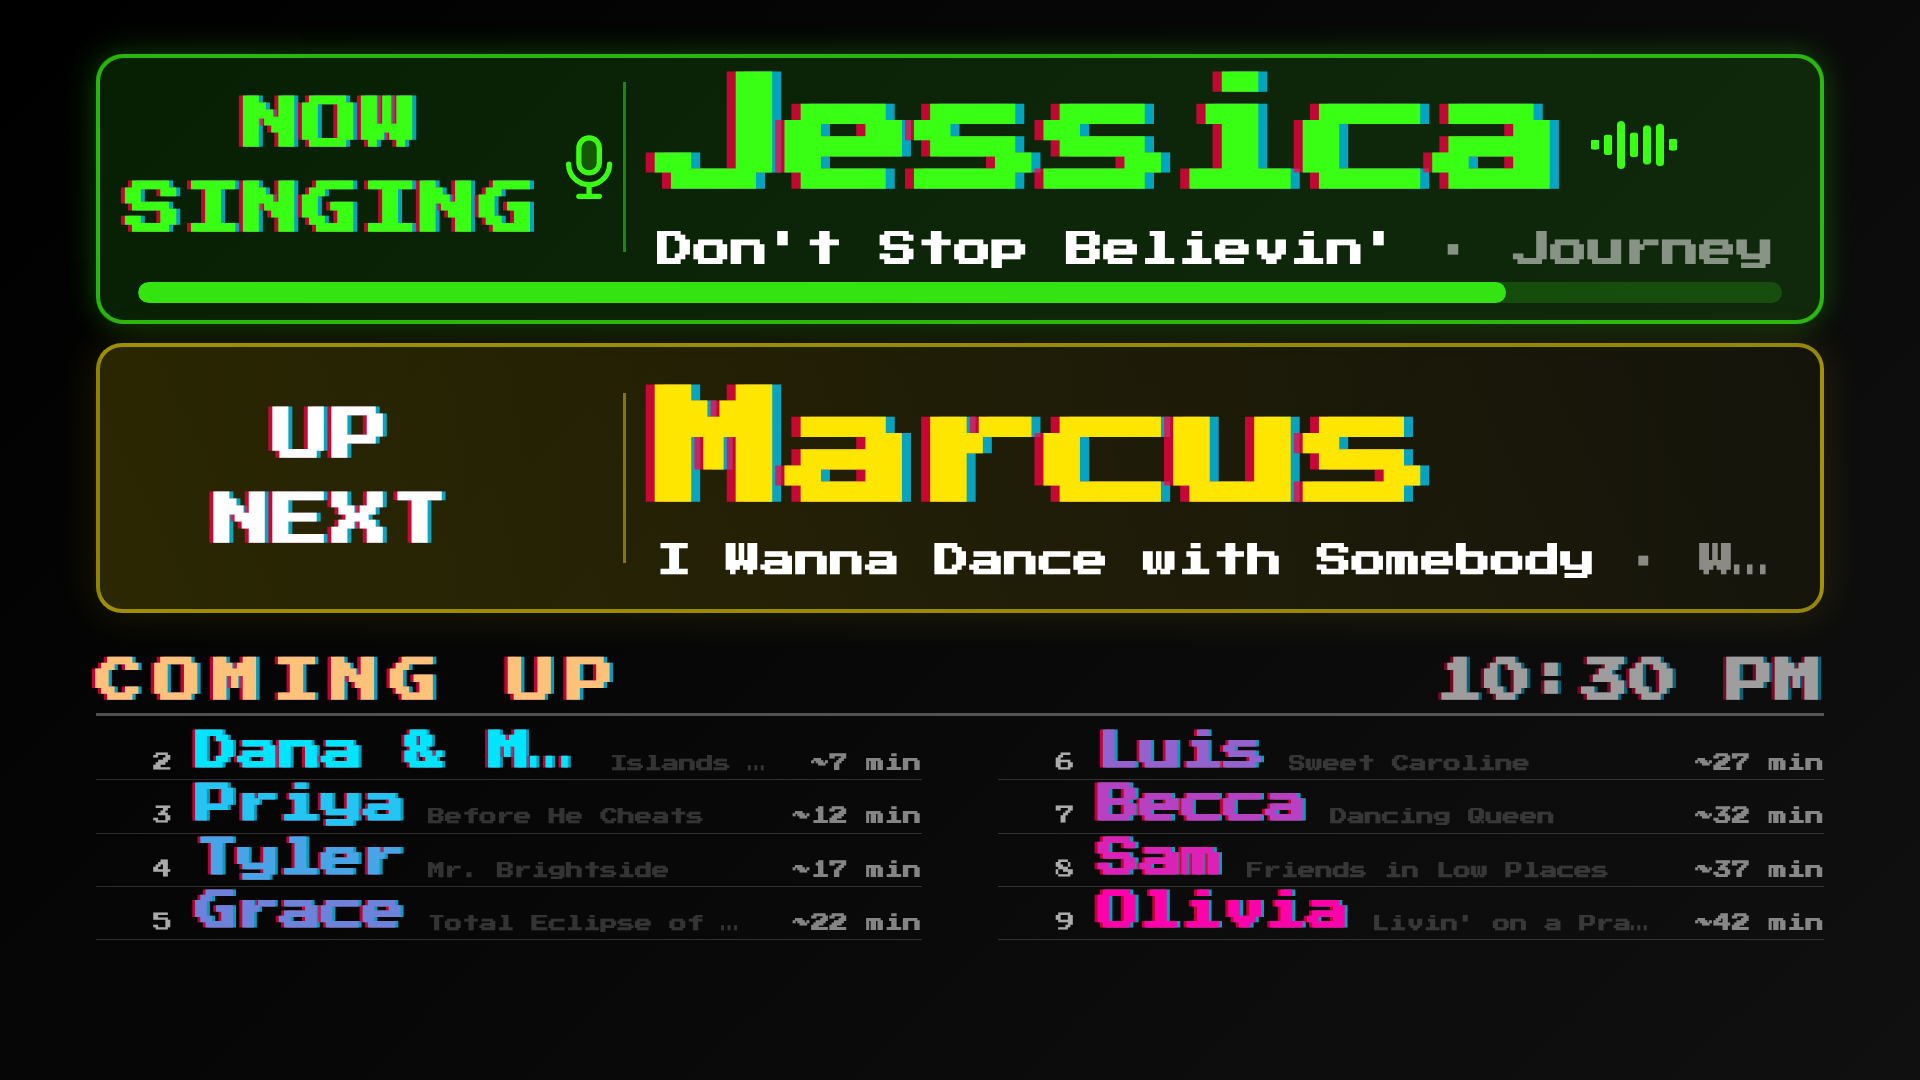 NOW
SINGING
Jessica
Don't Stop Believin' · Journey
UP
NEXT
Marcus
I Wanna Dance with Somebody · W…
COMING UP
10:30 PM
2 Dana & M… Islands … ~7 min
3 Priya Before He Cheats ~12 min
4 Tyler Mr. Brightside ~17 min
5 Grace Total Eclipse of … ~22 min
6 Luis Sweet Caroline ~27 min
7 Becca Dancing Queen ~32 min
8 Sam Friends in Low Places ~37 min
9 Olivia Livin' on a Pra… ~42 min